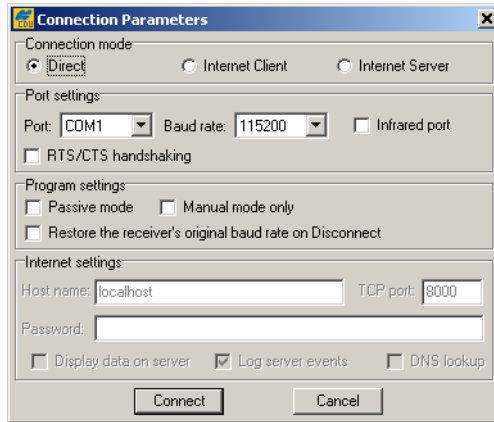 Connection Parameters
Connection mode
Direct Internet Client Internet Server
Port settings
Port: COM1 Baud rate: 115200 Infrared port
RTS/CTS handshaking
Program settings
Passive mode Manual mode only
Restore the receiver's original baud rate on Disconnect
Internet settings
Host name: localhost TCP port: 8000
Password:
Display data on server Log server events DNS lookup
Connect Cancel